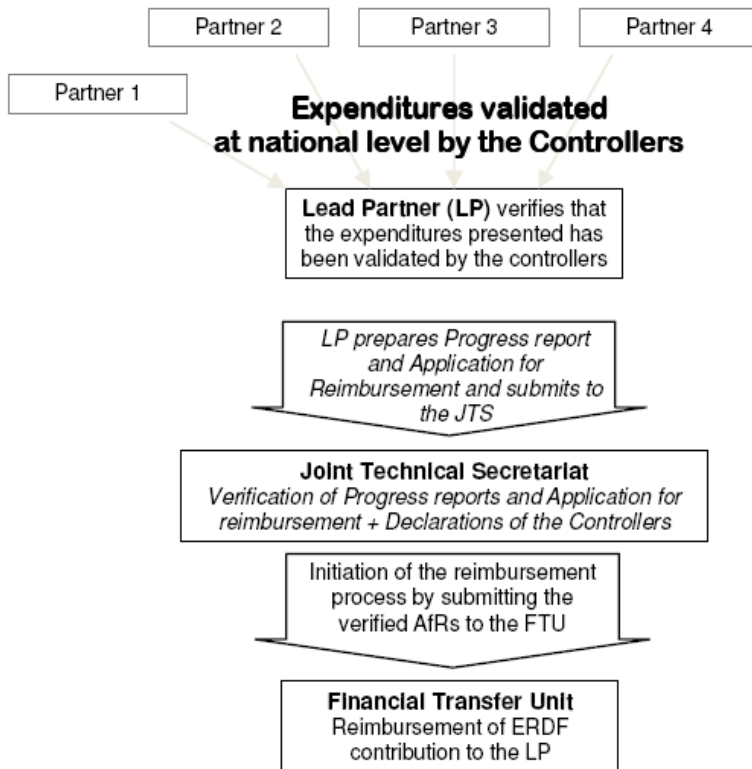 Partner 2
Partner 3
Partner 4
Partner 1
Expenditures validated
at national level by the Controllers
Lead Partner (LP) verifies that
the expenditures presented has
been validated by the controllers
LP prepares Progress report
and Application for
Reimbursement and submits to
the JTS
Joint Technical Secretariat
Verification of Progress reports and Application for
reimbursement + Declarations of the Controllers
Initiation of the reimbursement
process by submitting the
verified AfRs to the FTU
Financial Transfer Unit
Reimbursement of ERDF
contribution to the LP